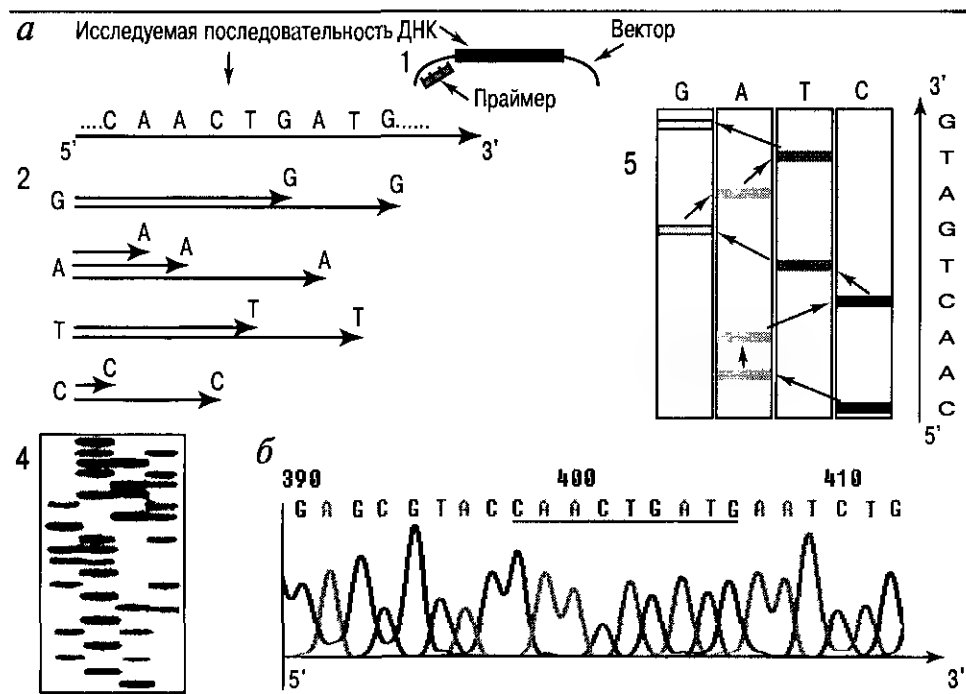 а Исследуемая последовательность ДНК
1
Вектор
Праймер
....C A A C T G A T G......
5' 3'
2
G G G
A A A A
T T T
C C C
4
5
G A T C
3'
G
T
A
G
T
C
A
A
C
5'
б
390 400 410
G A G C G T A C C A A C T G A T G A A T C T G
5' 3'